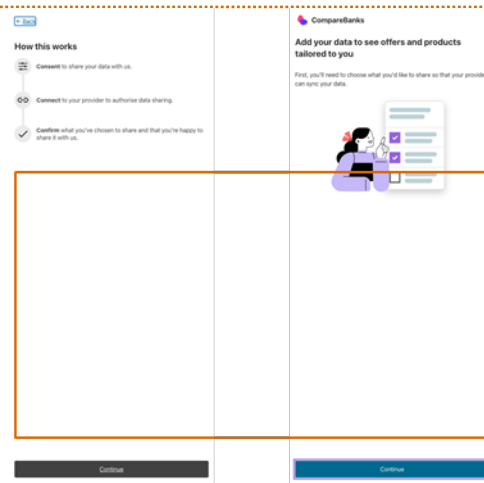 ← Back
How this works
Consent to share your data with us.
Connect to your provider to authorise data sharing.
Confirm what you've chosen to share and that you're happy to
share it with us.
Continue
CompareBanks
Add your data to see offers and products
tailored to you
First, you'll need to choose what you'd like to share so that your provide
can sync your data.
Continue